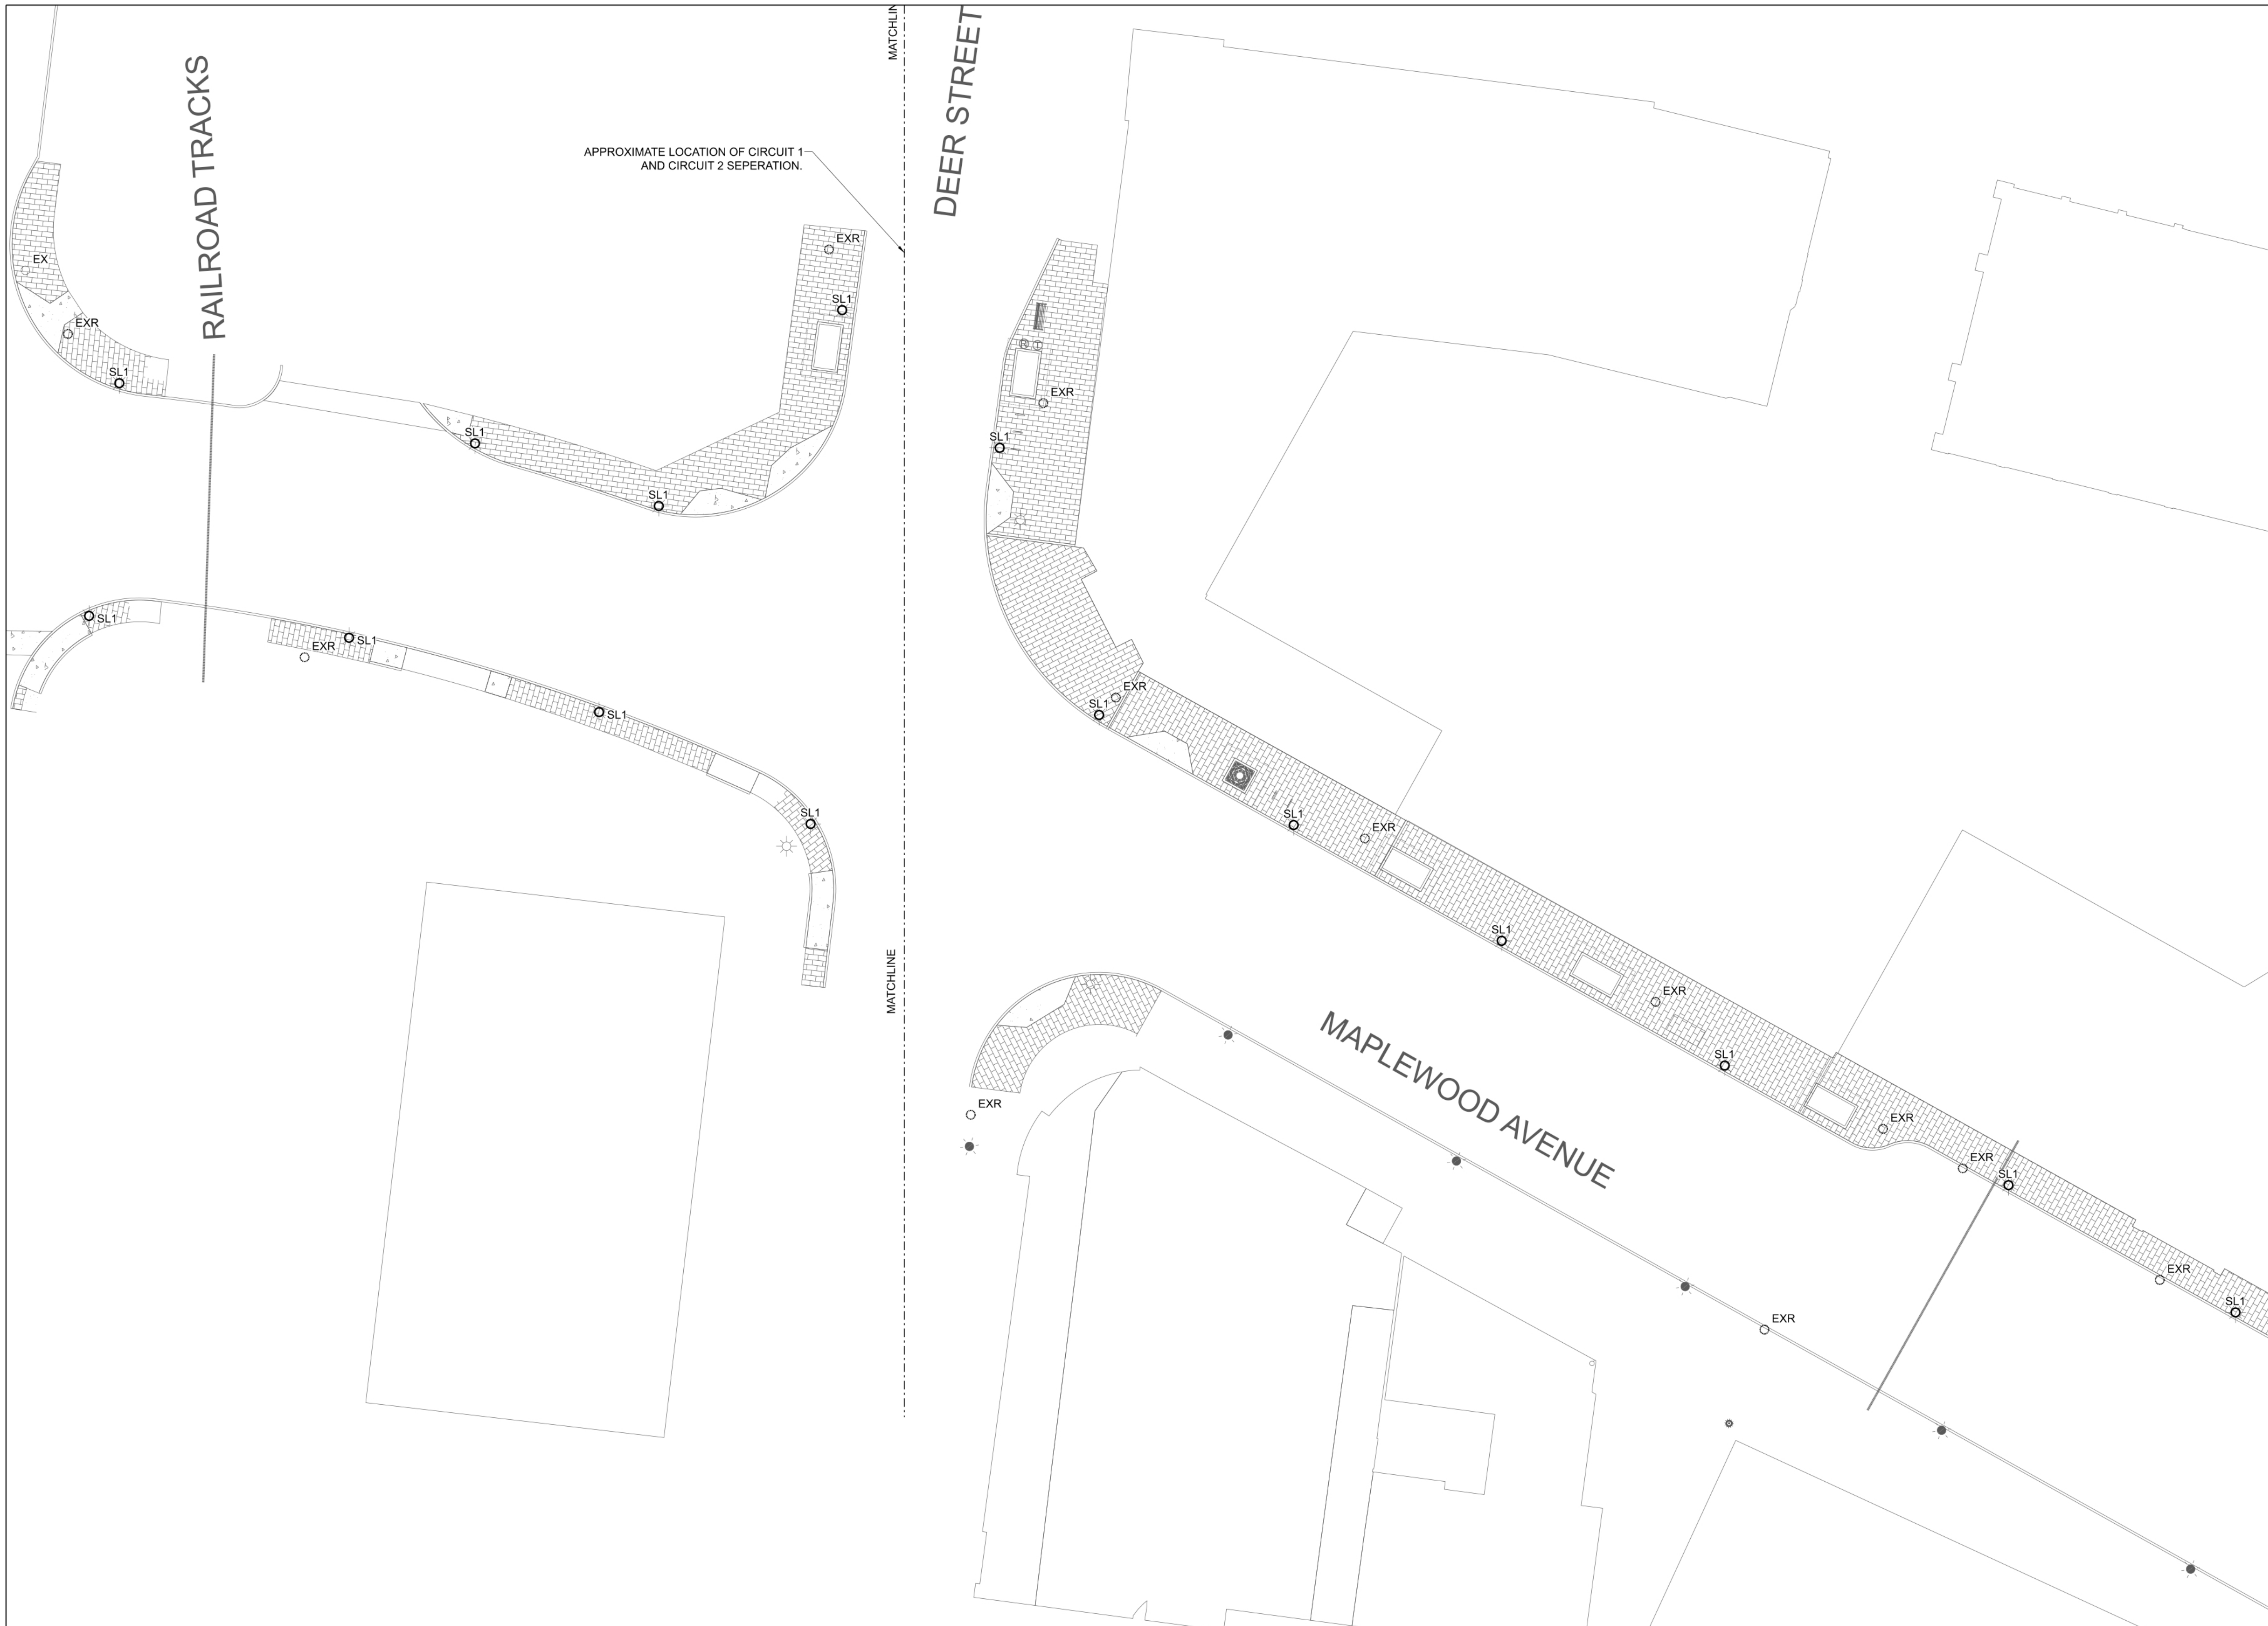 MATCHLIN
DEER STREET
RAILROAD TRACKS
APPROXIMATE LOCATION OF CIRCUIT 1
AND CIRCUIT 2 SEPERATION.
EXR
EX
SL1
EXR
SL1
R T
EXR
SL1
SL1
SL1
SL1
SL1
EXR
EXR
SL1
SL1
SL1
SL1
SL1
EXR
SL1
MATCHLINE
EXR
SL1
EXR
MAPLEWOOD AVENUE
EXR
EXR
SL1
EXR
SL1
EXR
EXR